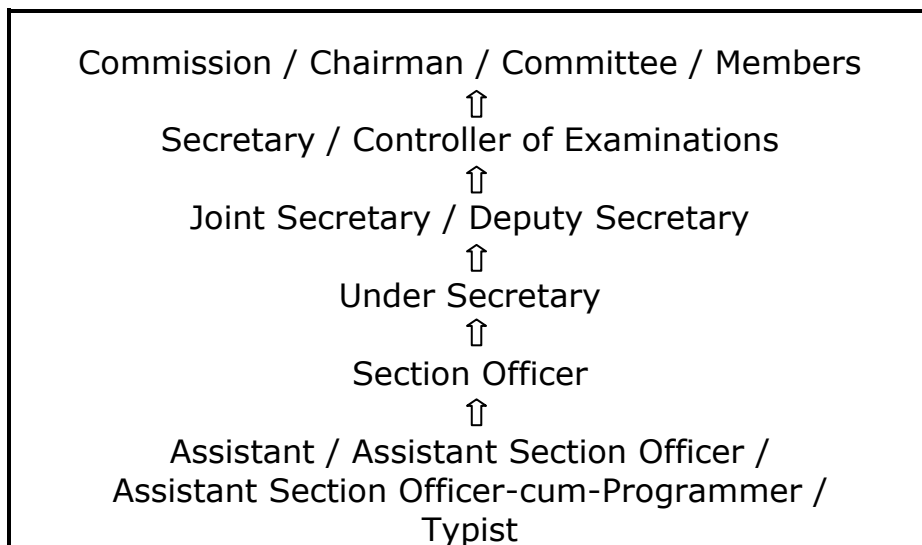 Commission / Chairman / Committee / Members
⇧
Secretary / Controller of Examinations
⇧
Joint Secretary / Deputy Secretary
⇧
Under Secretary
⇧
Section Officer
⇧
Assistant / Assistant Section Officer /
Assistant Section Officer-cum-Programmer /
Typist